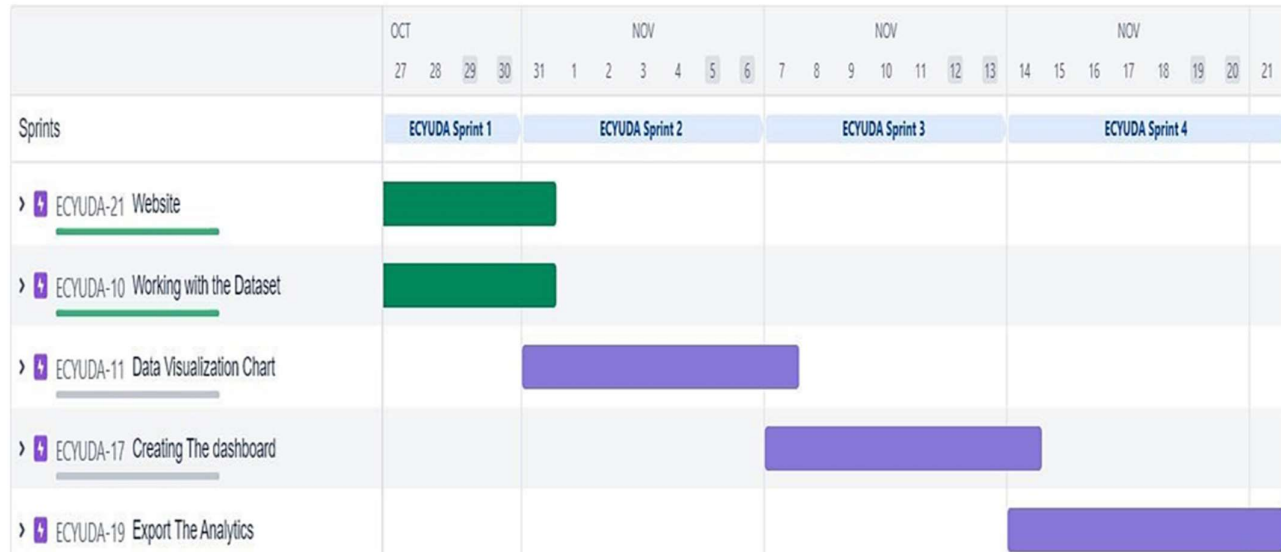 OCT NOV NOV NOV
27 28 29 30 31 1 2 3 4 5 6 7 8 9 10 11 12 13 14 15 16 17 18 19 20 21
Sprints ECYUDA Sprint 1 ECYUDA Sprint 2 ECYUDA Sprint 3 ECYUDA Sprint 4
ECYUDA-21 Website
ECYUDA-10 Working with the Dataset
ECYUDA-11 Data Visualization Chart
ECYUDA-17 Creating The dashboard
ECYUDA-19 Export The Analytics